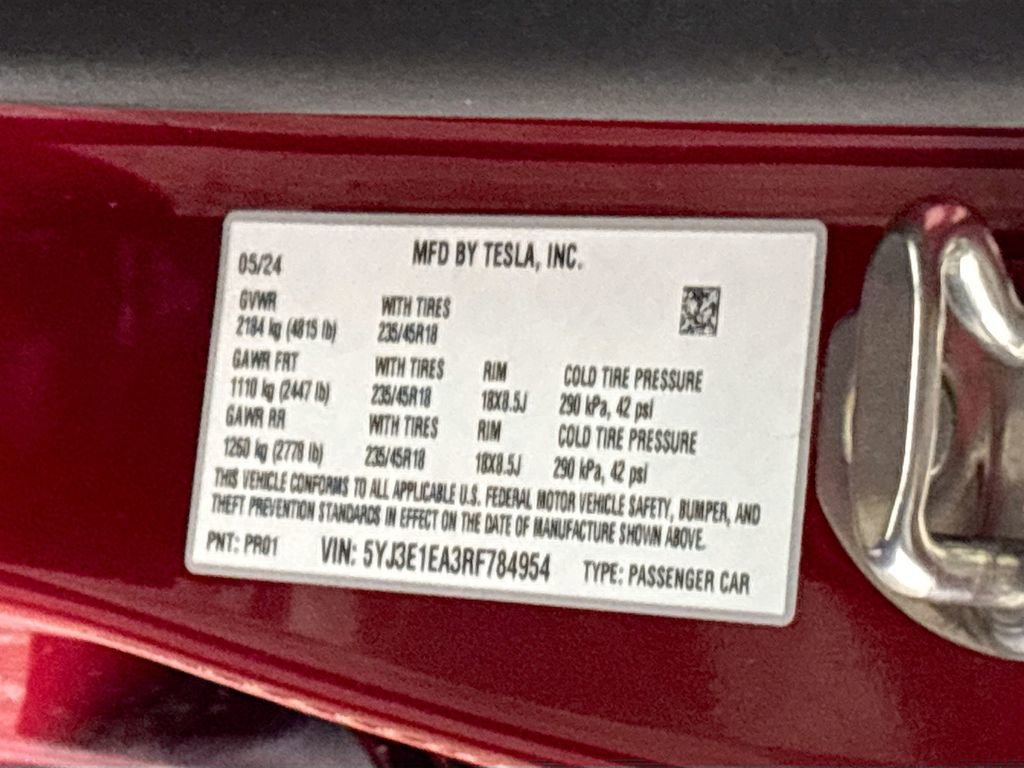 MFD BY TESLA, INC.
05/24
GVWR WITH TIRES
2184 kg (4815 lb) 235/45R18
GAWR FRT WITH TIRES RIM COLD TIRE PRESSURE
1110 kg (2447 lb) 235/45R18 18X8.5J 290 kPa, 42 psi
GAWR RR WITH TIRES RIM COLD TIRE PRESSURE
1260 kg (2778 lb) 235/45R18 18X8.5J 290 kPa, 42 psi
THIS VEHICLE CONFORMS TO ALL APPLICABLE U.S. FEDERAL MOTOR VEHICLE SAFETY, BUMPER, AND
THEFT PREVENTION STANDARDS IN EFFECT ON THE DATE OF MANUFACTURE SHOWN ABOVE.
PNT: PR01 VIN: 5YJ3E1EA3RF784954 TYPE: PASSENGER CAR